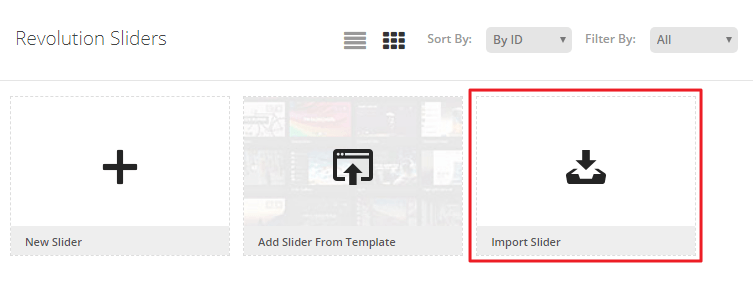 Revolution Sliders
Sort By: By ID Filter By: All
New Slider
Add Slider From Template
Import Slider